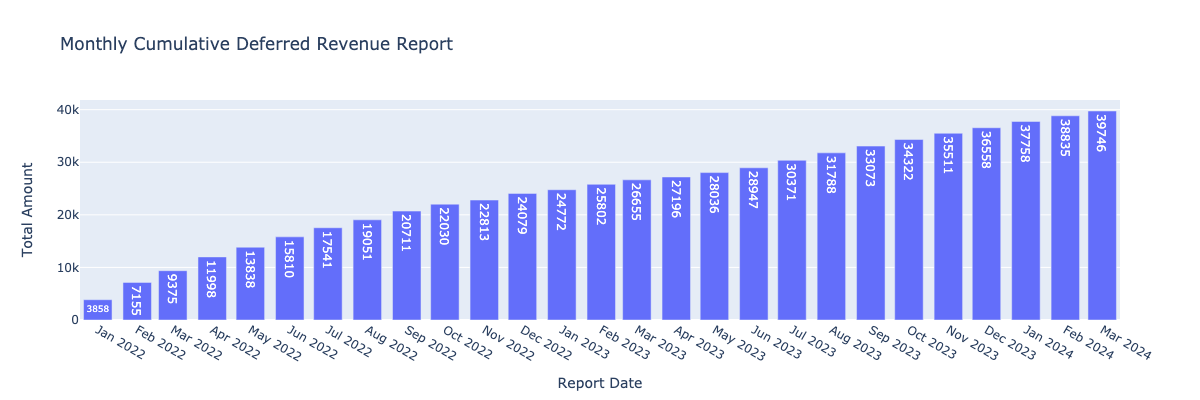 Monthly Cumulative Deferred Revenue Report
Total Amount
40k
30k
20k
10k
0
3858
7155
9375
11998
13838
15810
17541
19051
20711
22030
22813
24079
24772
25802
26655
27196
28036
28947
30371
31788
33073
34322
35511
36558
37758
38835
39746
Jan 2022
Feb 2022
Mar 2022
Apr 2022
May 2022
Jun 2022
Jul 2022
Aug 2022
Sep 2022
Oct 2022
Nov 2022
Dec 2022
Jan 2023
Feb 2023
Mar 2023
Apr 2023
May 2023
Jun 2023
Jul 2023
Aug 2023
Sep 2023
Oct 2023
Nov 2023
Dec 2023
Jan 2024
Feb 2024
Mar 2024
Report Date